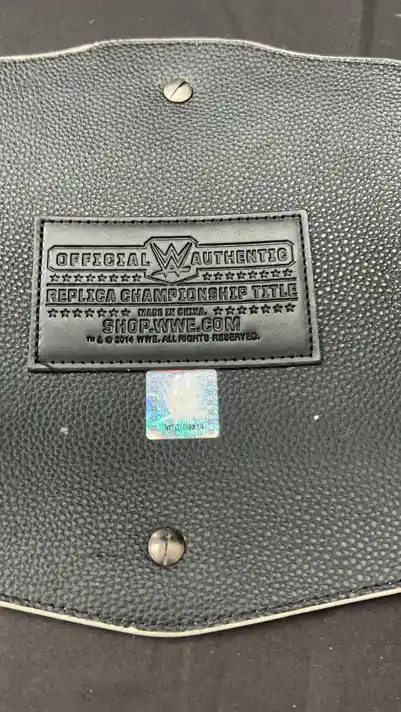 OFFICIAL W AUTHENTIC
REPLICA CHAMPIONSHIP TITLE
MADE IN CHINA.
SHOP.WWE.COM
™ & © 2014 WWE. ALL RIGHTS RESERVED.